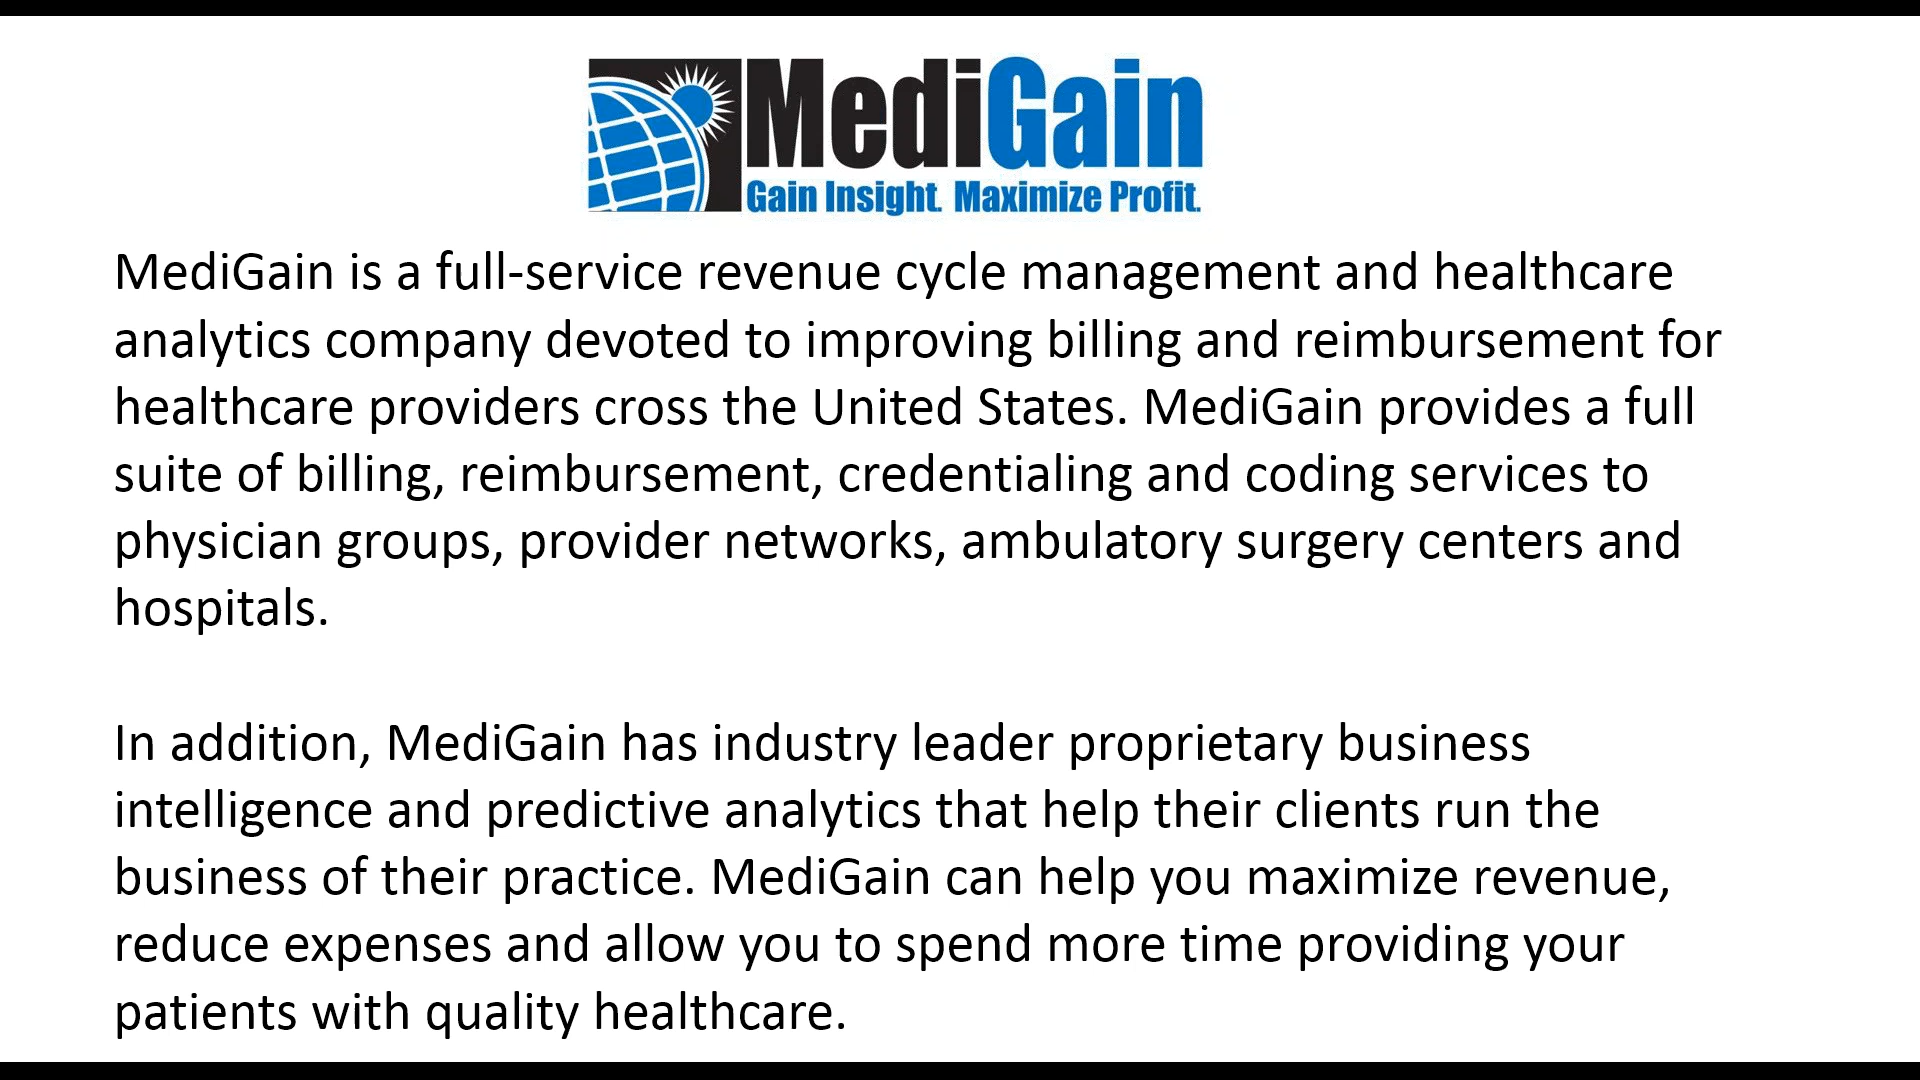 MediGain
Gain Insight. Maximize Profit.
MediGain is a full-service revenue cycle management and healthcare
analytics company devoted to improving billing and reimbursement for
healthcare providers cross the United States. MediGain provides a full
suite of billing, reimbursement, credentialing and coding services to
physician groups, provider networks, ambulatory surgery centers and
hospitals.
In addition, MediGain has industry leader proprietary business
intelligence and predictive analytics that help their clients run the
business of their practice. MediGain can help you maximize revenue,
reduce expenses and allow you to spend more time providing your
patients with quality healthcare.